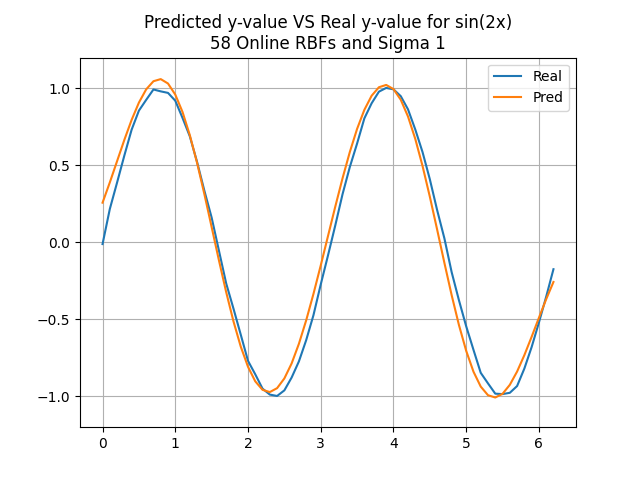 Predicted y-value VS Real y-value for sin(2x)
58 Online RBFs and Sigma 1
Real
Pred
1.0
0.5
0.0
−0.5
−1.0
0 1 2 3 4 5 6